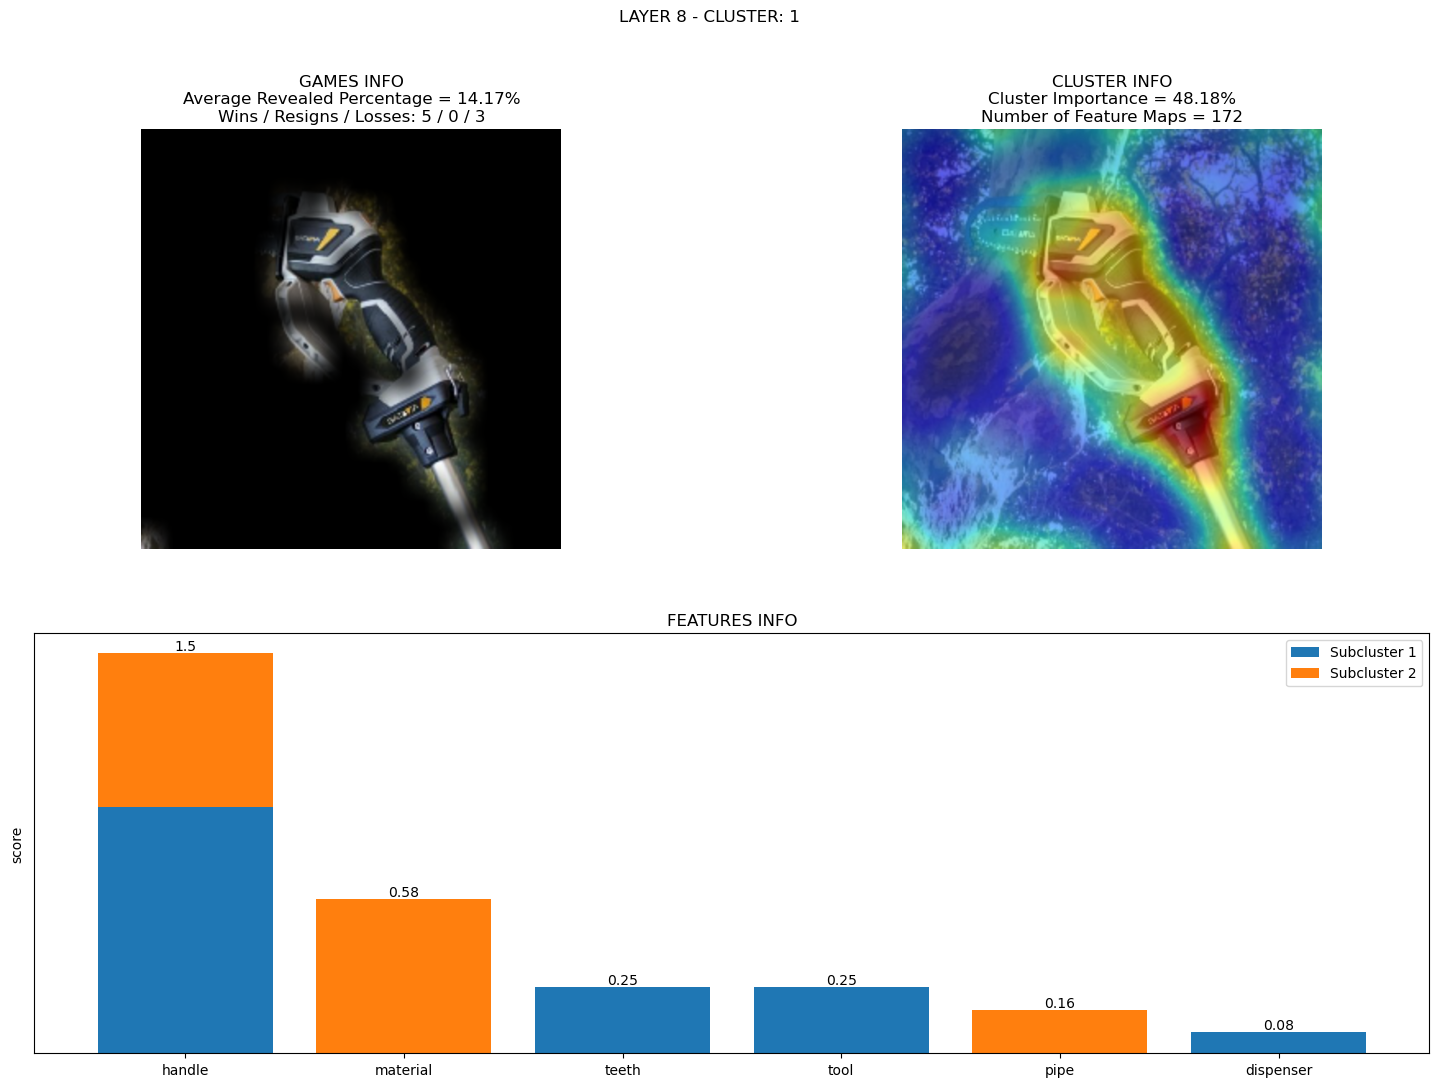 LAYER 8 - CLUSTER: 1
GAMES INFO
Average Revealed Percentage = 14.17%
Wins / Resigns / Losses: 5 / 0 / 3
CLUSTER INFO
Cluster Importance = 48.18%
Number of Feature Maps = 172
FEATURES INFO
score
1.5
0.58
0.25
0.25
0.16
0.08
Subcluster 1
Subcluster 2
handle
material
teeth
tool
pipe
dispenser